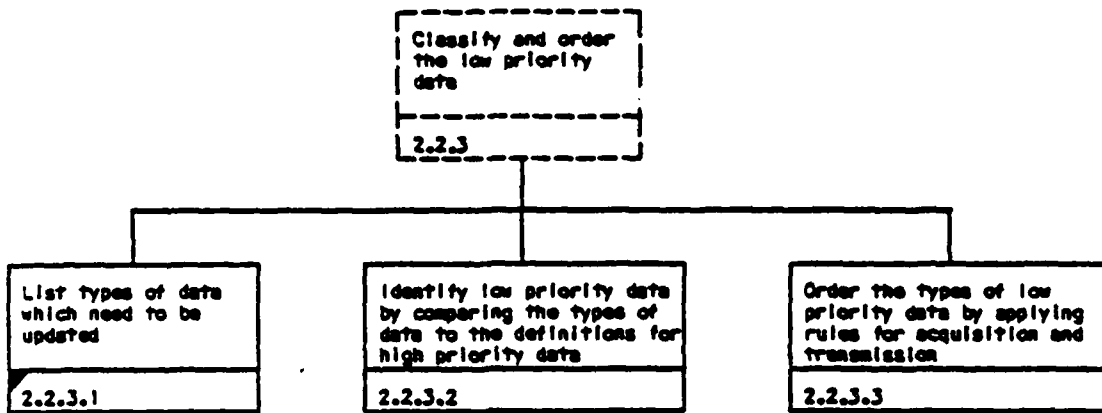 Classify and order
the low priority
data
2.2.3
List types of data
which need to be
updated
2.2.3.1
Identify low priority data
by comparing the types of
data to the definitions for
high priority data
2.2.3.2
Order the types of low
priority data by applying
rules for acquisition and
transmission
2.2.3.3